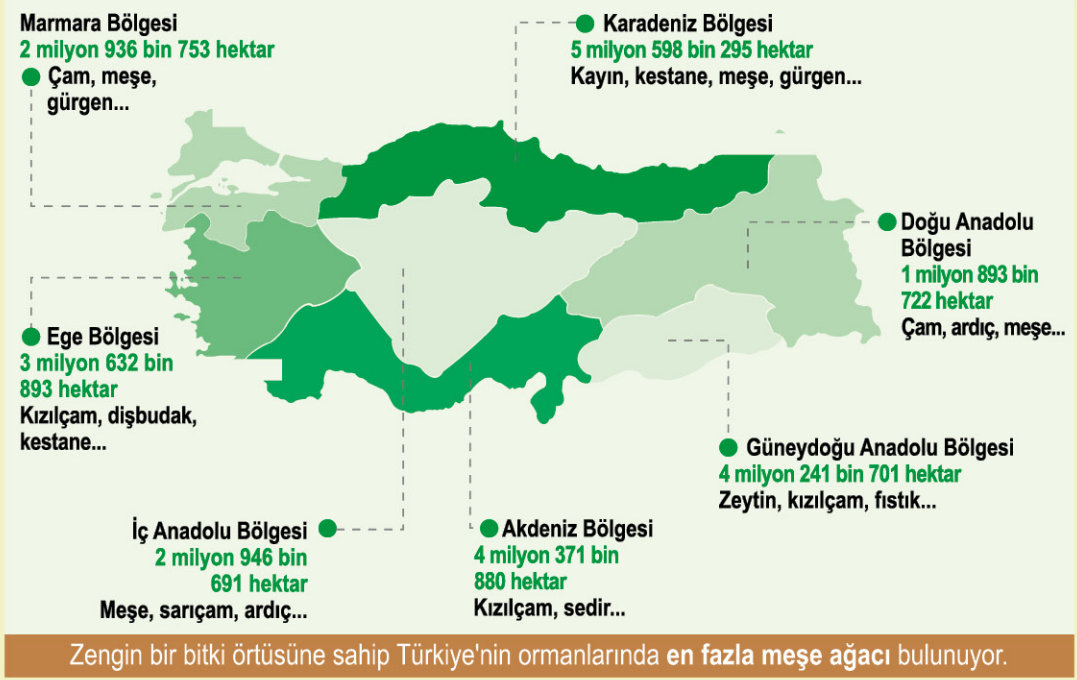 Marmara Bölgesi
2 milyon 936 bin 753 hektar
Çam, meşe,
gürgen...
Karadeniz Bölgesi
5 milyon 598 bin 295 hektar
Kayın, kestane, meşe, gürgen...
Doğu Anadolu
Bölgesi
1 milyon 893 bin
722 hektar
Çam, ardıç, meşe...
Ege Bölgesi
3 milyon 632 bin
893 hektar
Kızılçam, dişbudak,
kestane...
Güneydoğu Anadolu Bölgesi
4 milyon 241 bin 701 hektar
Zeytin, kızılçam, fıstık...
İç Anadolu Bölgesi
2 milyon 946 bin
691 hektar
Meşe, sarıçam, ardıç...
Akdeniz Bölgesi
4 milyon 371 bin
880 hektar
Kızılçam, sedir...
Zengin bir bitki örtüsüne sahip Türkiye'nin ormanlarında en fazla meşe ağacı bulunuyor.